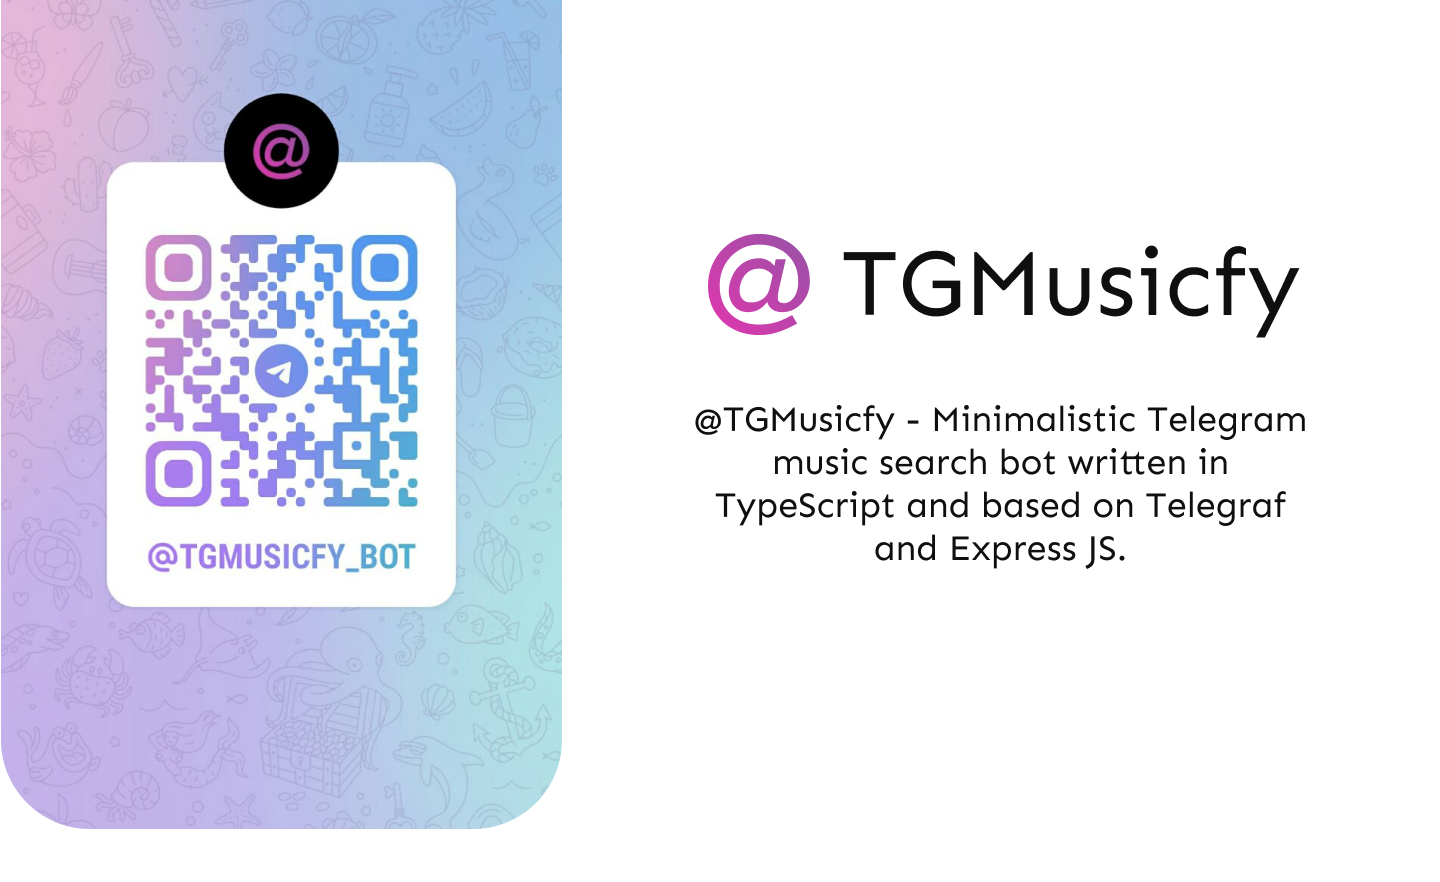 @
@TGMUSICFY_BOT
@ TGMusicfy
@TGMusicfy - Minimalistic Telegram
music search bot written in
TypeScript and based on Telegraf
and Express JS.